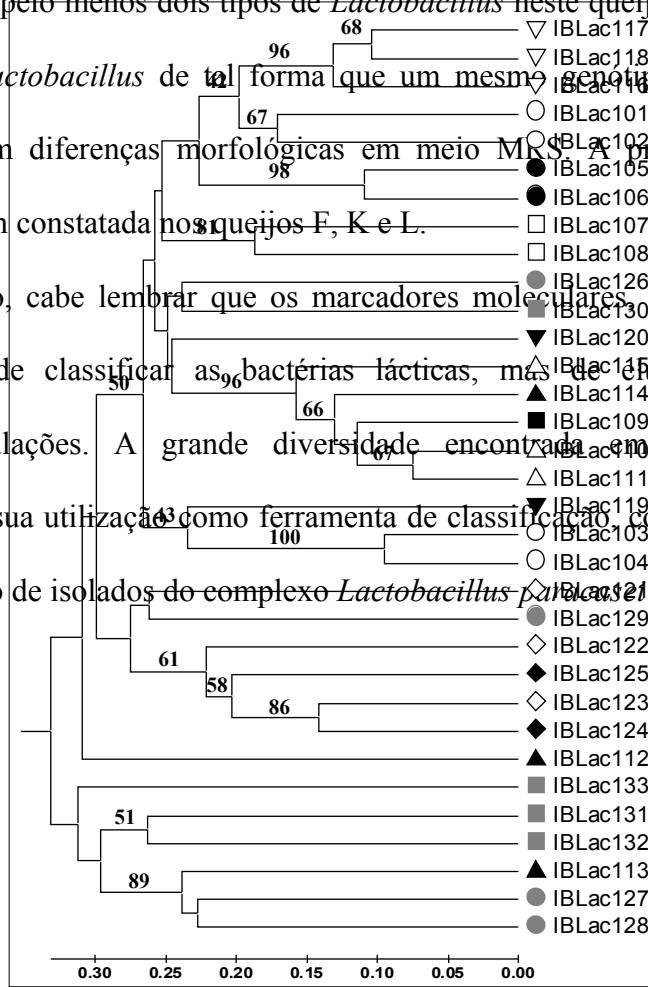 pelo menos dois tipos de Lactobacillus neste queij
68
IBLac117
96
IBLac118
actobacillus de tal forma que um mesmo genótip
42
IBLac116
67
IBLac101
IBLac102
m diferenças morfológicas em meio MRS. A pr
98
IBLac105
IBLac106
m constatada nos queijos F, K e L.
81
IBLac107
IBLac108
IBLac126
o, cabe lembrar que os marcadores moleculares,
IBLac130
IBLac120
de classificar as bactérias lácticas, mas de
50
96
IBLac115
IBLac114
66
IBLac109
lações. A grande diversidade encontrada em
67
IBLac110
IBLac111
IBLac119
sua utilização como ferramenta de classificação, co
43
100
IBLac103
IBLac104
o de isolados do complexo Lactobacillus paracasei
IBLac121
IBLac129
61
IBLac122
58
IBLac125
86
IBLac123
IBLac124
IBLac112
IBLac133
51
IBLac131
IBLac132
89
IBLac113
IBLac127
IBLac128
0.30 0.25 0.20 0.15 0.10 0.05 0.00